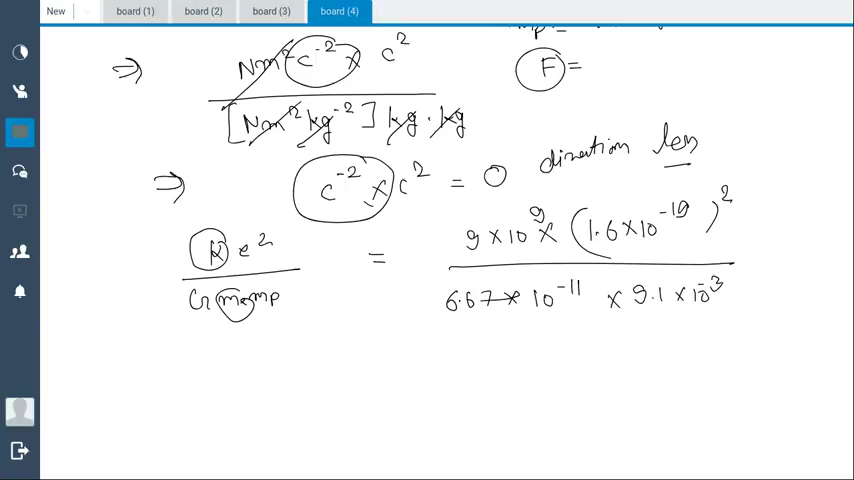 New board (1) board (2) board (3) board (4)
⇒ Nm² C⁻² × C² / [Nm² kg⁻²] kg · kg
F =
⇒ C⁻² × C² = 0 direction less
K e² / G me mp = 9 × 10⁹ × (1.6 × 10⁻¹⁹)² / 6.67 × 10⁻¹¹ × 9.1 × 10⁻³